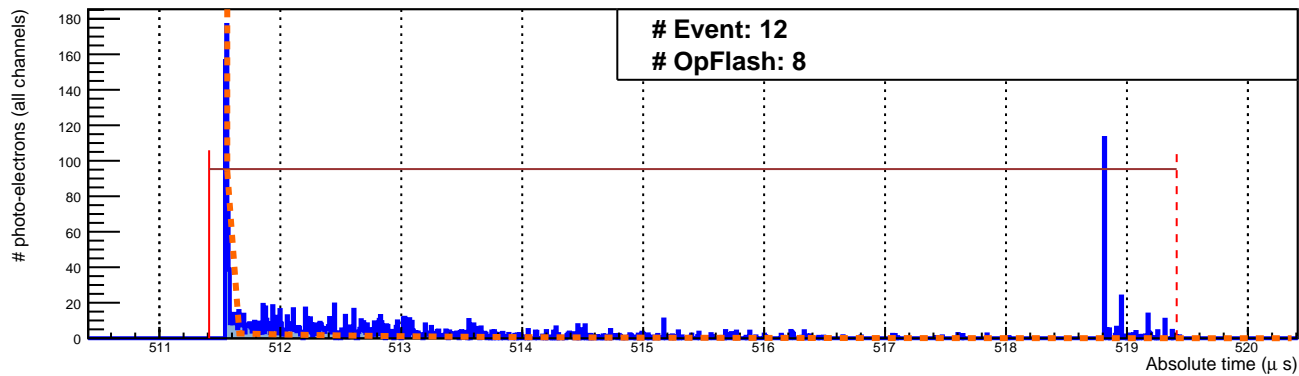 # Event: 12
# OpFlash: 8
# photo-electrons (all channels)
180
160
140
120
100
80
60
40
20
0
511 512 513 514 515 516 517 518 519 520
Absolute time (μ s)